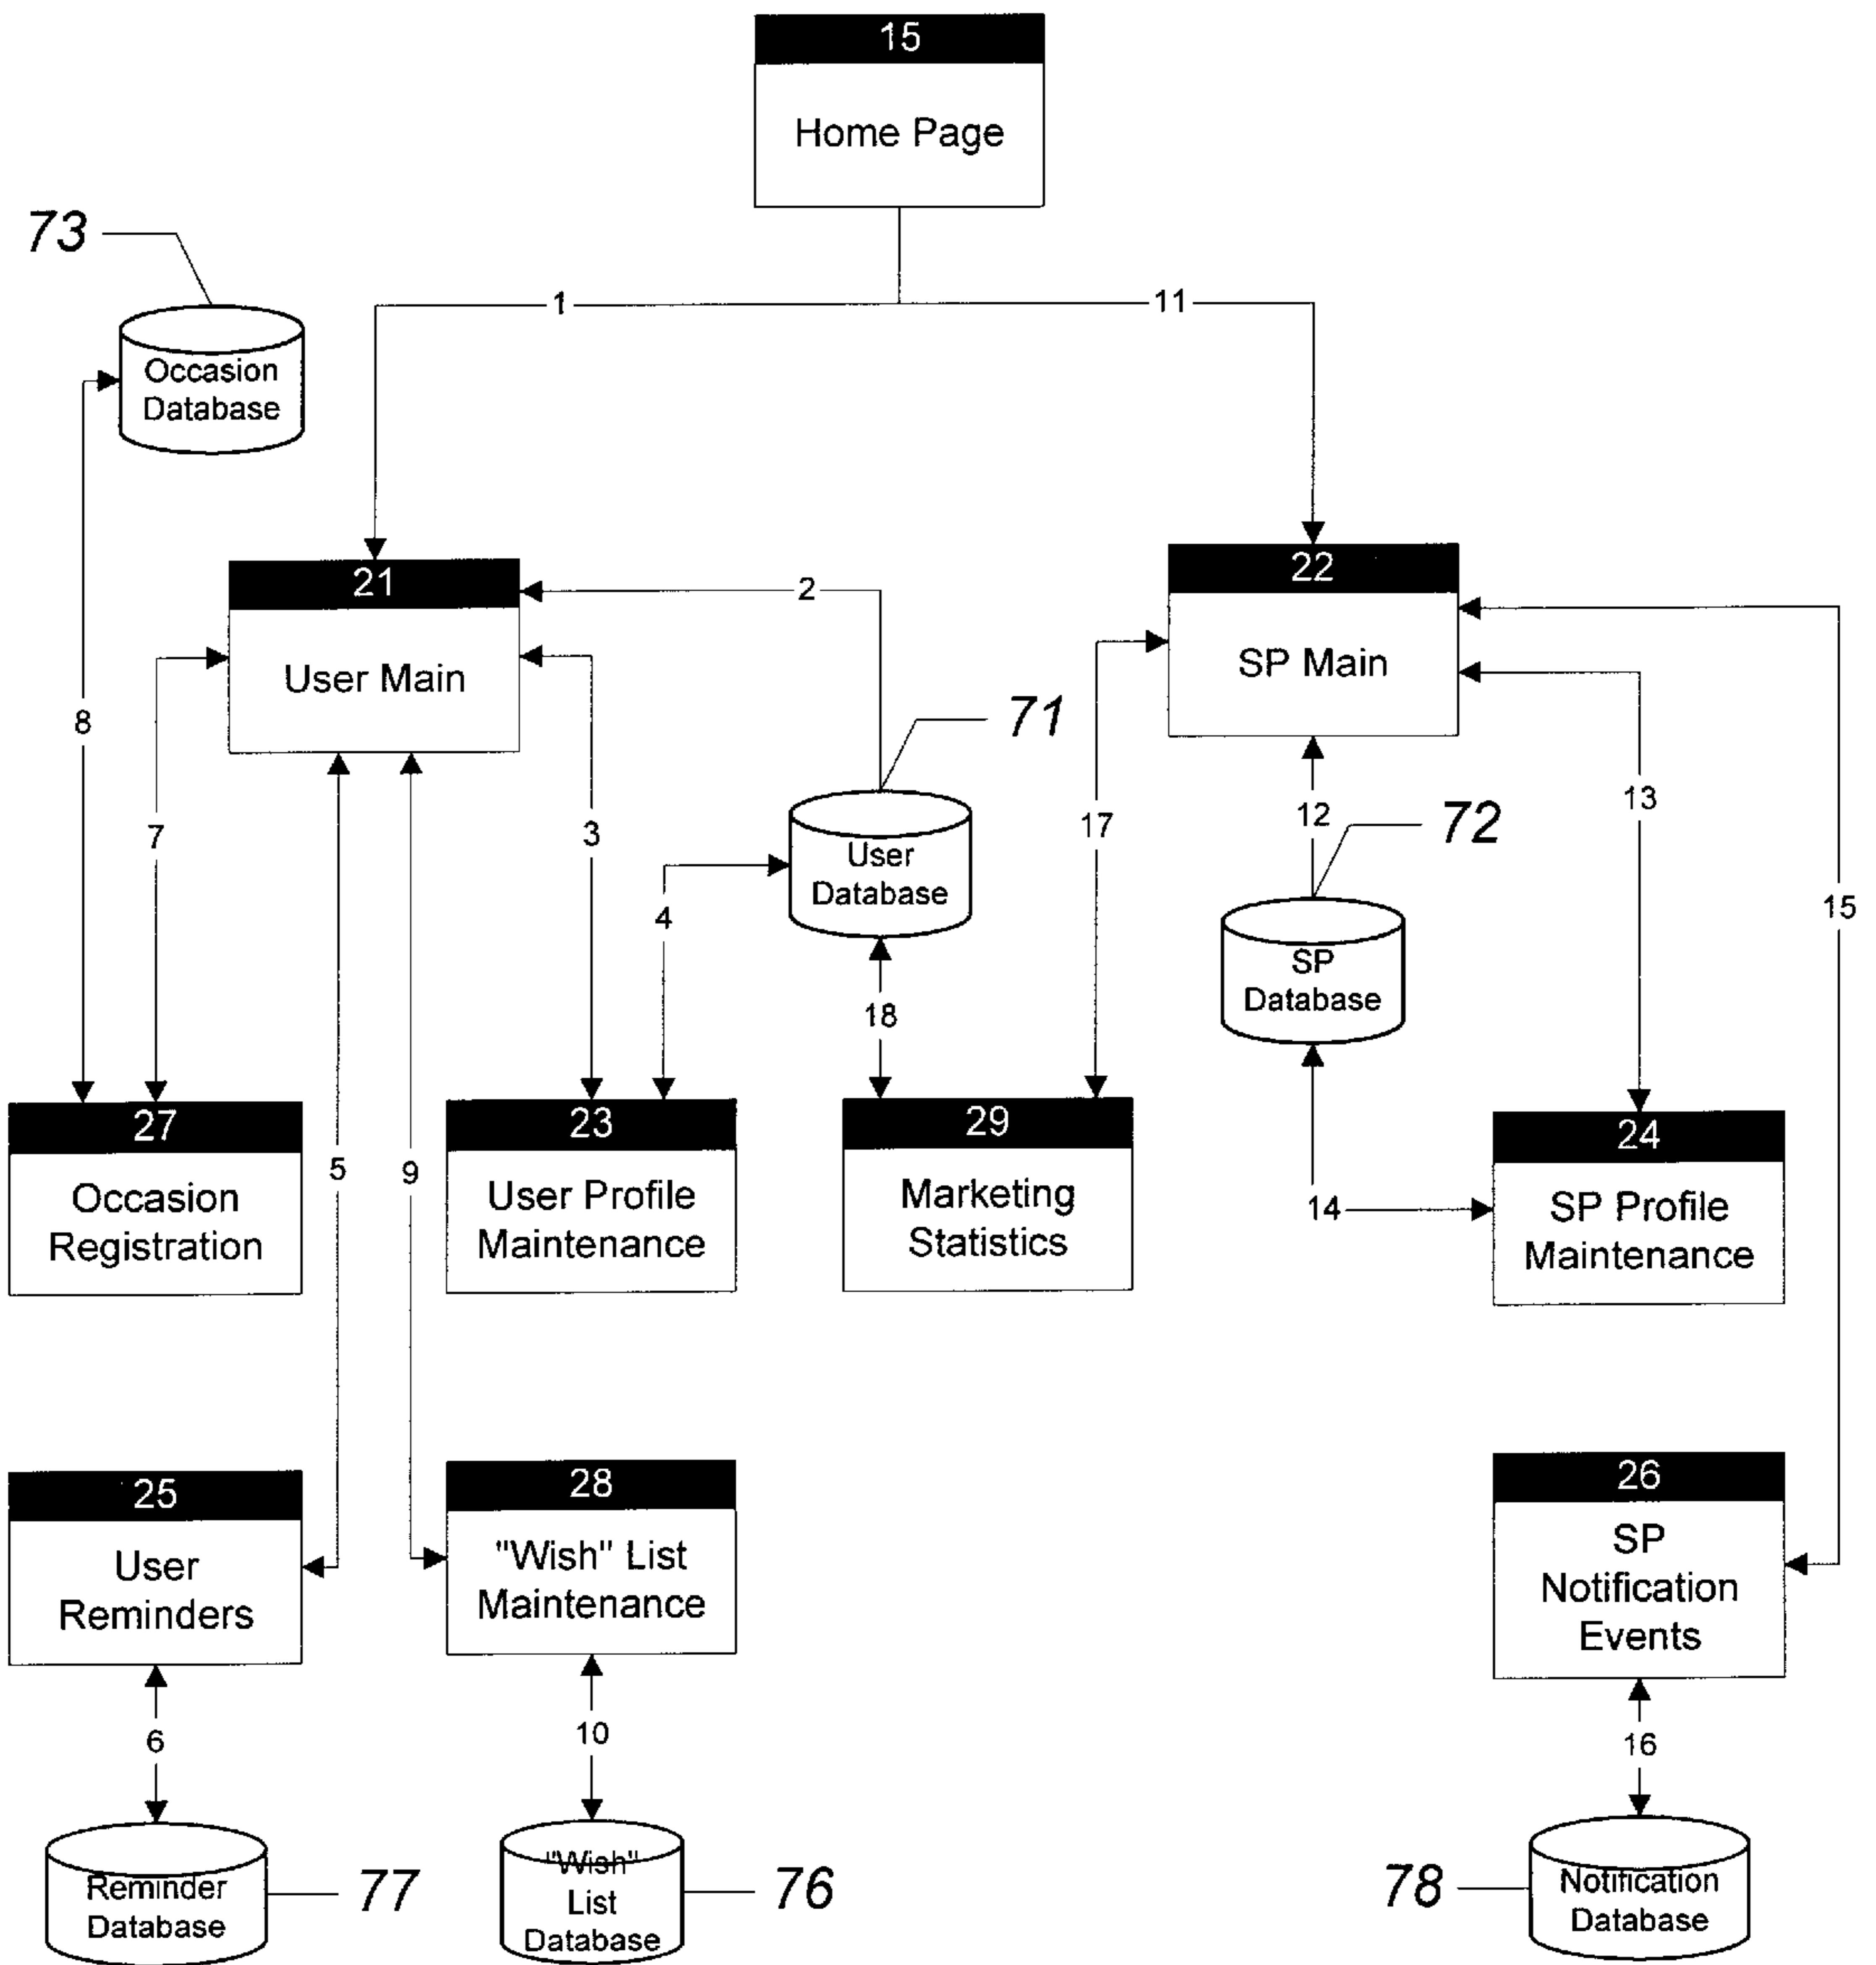 15
Home Page
73
1
11
Occasion
Database
21
User Main
2
22
SP Main
8
71
7
3
17
12
13
72
User
Database
4
15
SP
Database
18
27
Occasion
Registration
5
9
23
User Profile
Maintenance
29
Marketing
Statistics
14
24
SP Profile
Maintenance
25
User
Reminders
28
"Wish" List
Maintenance
26
SP
Notification
Events
6
10
16
Reminder
Database
77
"Wish"
List
Database
76
78
Notification
Database